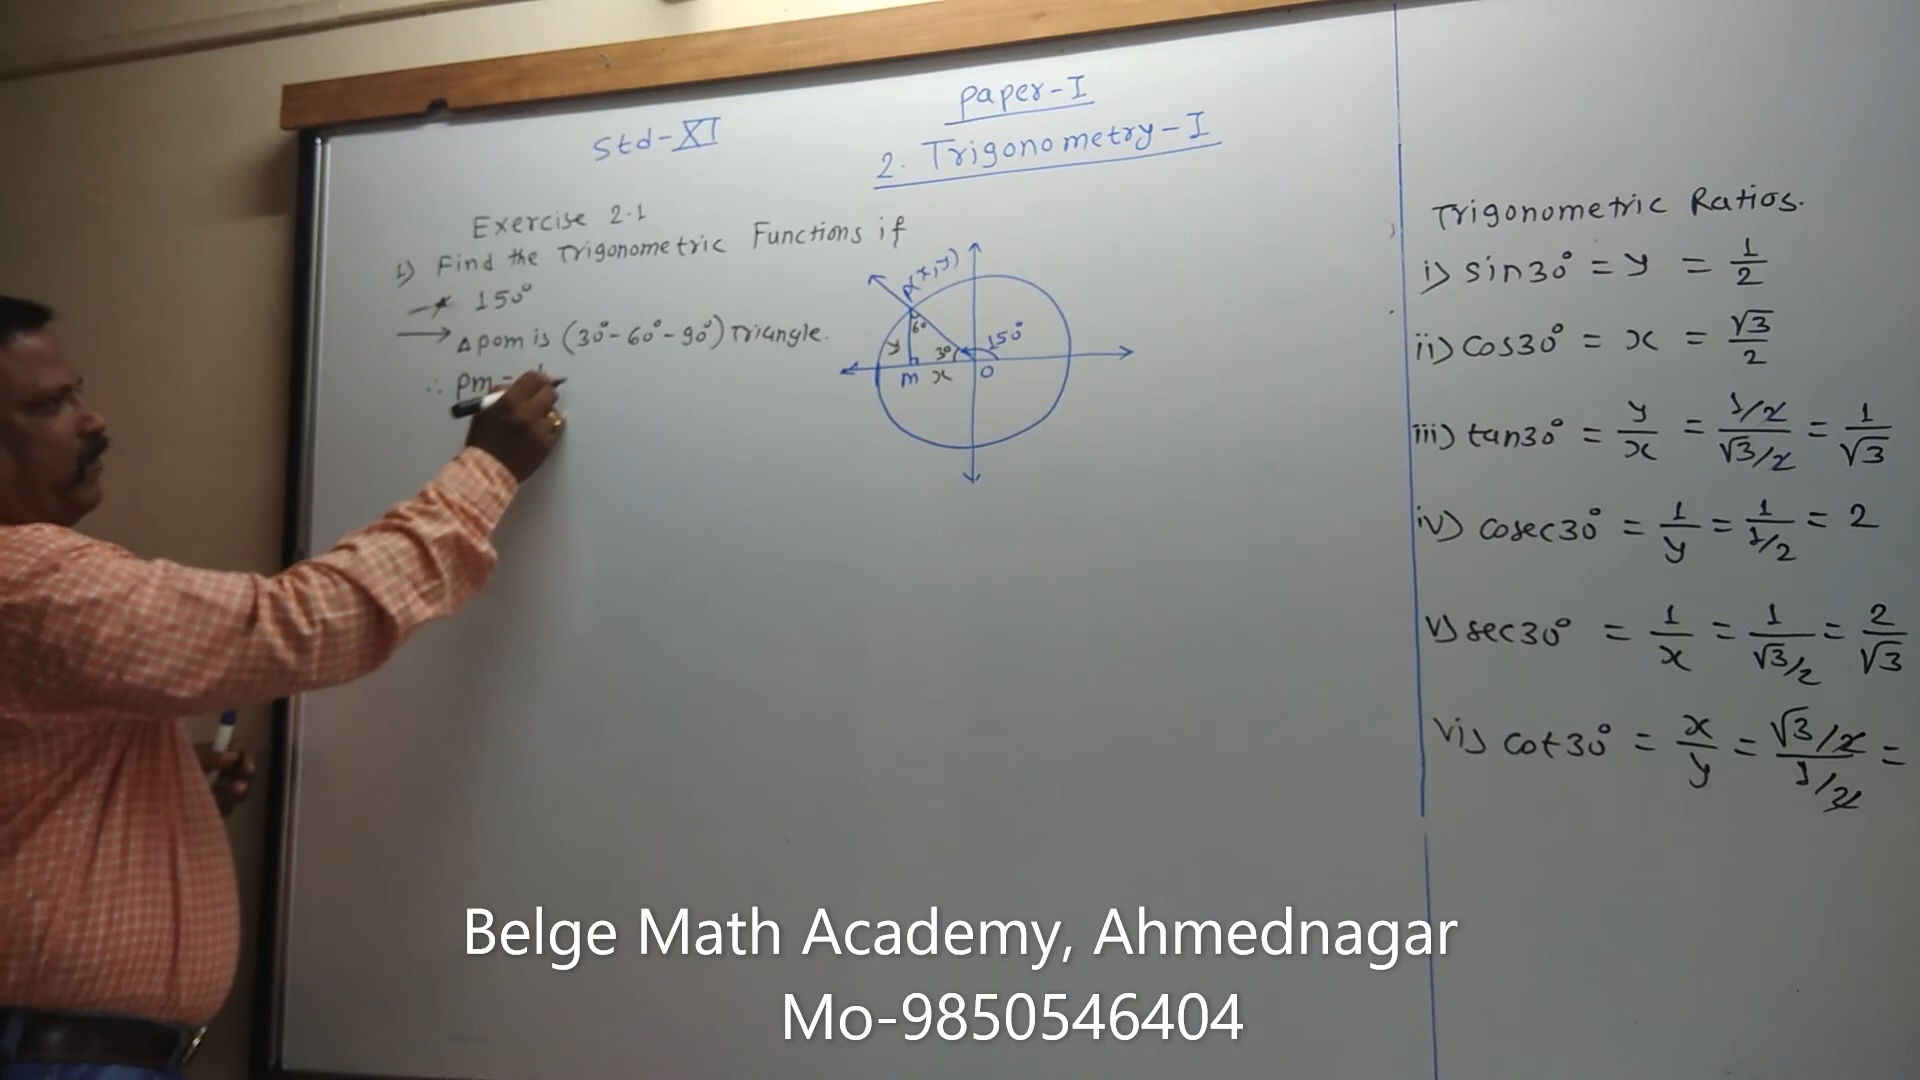 Paper-I
Std-XI
2. Trigonometry-I
Exercise 2.1
1) Find the Trigonometric Functions if
150°
→ △pom is (30°-60°-90°) Triangle.
∴ pm =
P(x,y)
60
y
30
150°
m x O
Trigonometric Ratios.
i) sin30° = y = 1/2
ii) cos30° = x = √3/2
iii) tan30° = y/x = (1/2)/(√3/2) = 1/√3
iv) cosec30° = 1/y = 1/(1/2) = 2
v) sec30° = 1/x = 1/(√3/2) = 2/√3
vi) cot30° = x/y = (√3/2)/(1/2) =
Belge Math Academy, Ahmednagar
Mo-9850546404